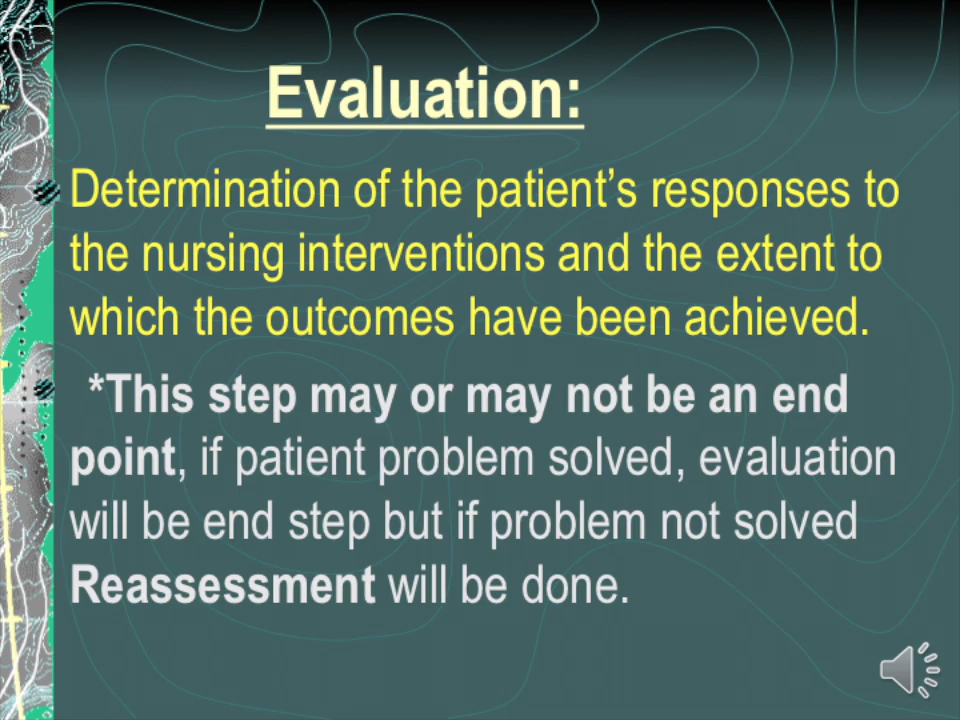 Evaluation:
Determination of the patient’s responses to
the nursing interventions and the extent to
which the outcomes have been achieved.
*This step may or may not be an end
point, if patient problem solved, evaluation
will be end step but if problem not solved
Reassessment will be done.